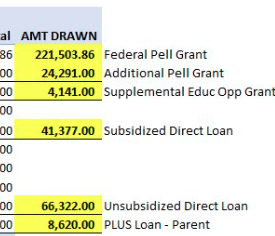 al AMT DRAWN
86 221,503.86 Federal Pell Grant
00 24,291.00 Additional Pell Grant
00 4,141.00 Supplemental Educ Opp Grant
00
00 41,377.00 Subsidized Direct Loan
00
00
00
00 66,322.00 Unsubsidized Direct Loan
00 8,620.00 PLUS Loan - Parent